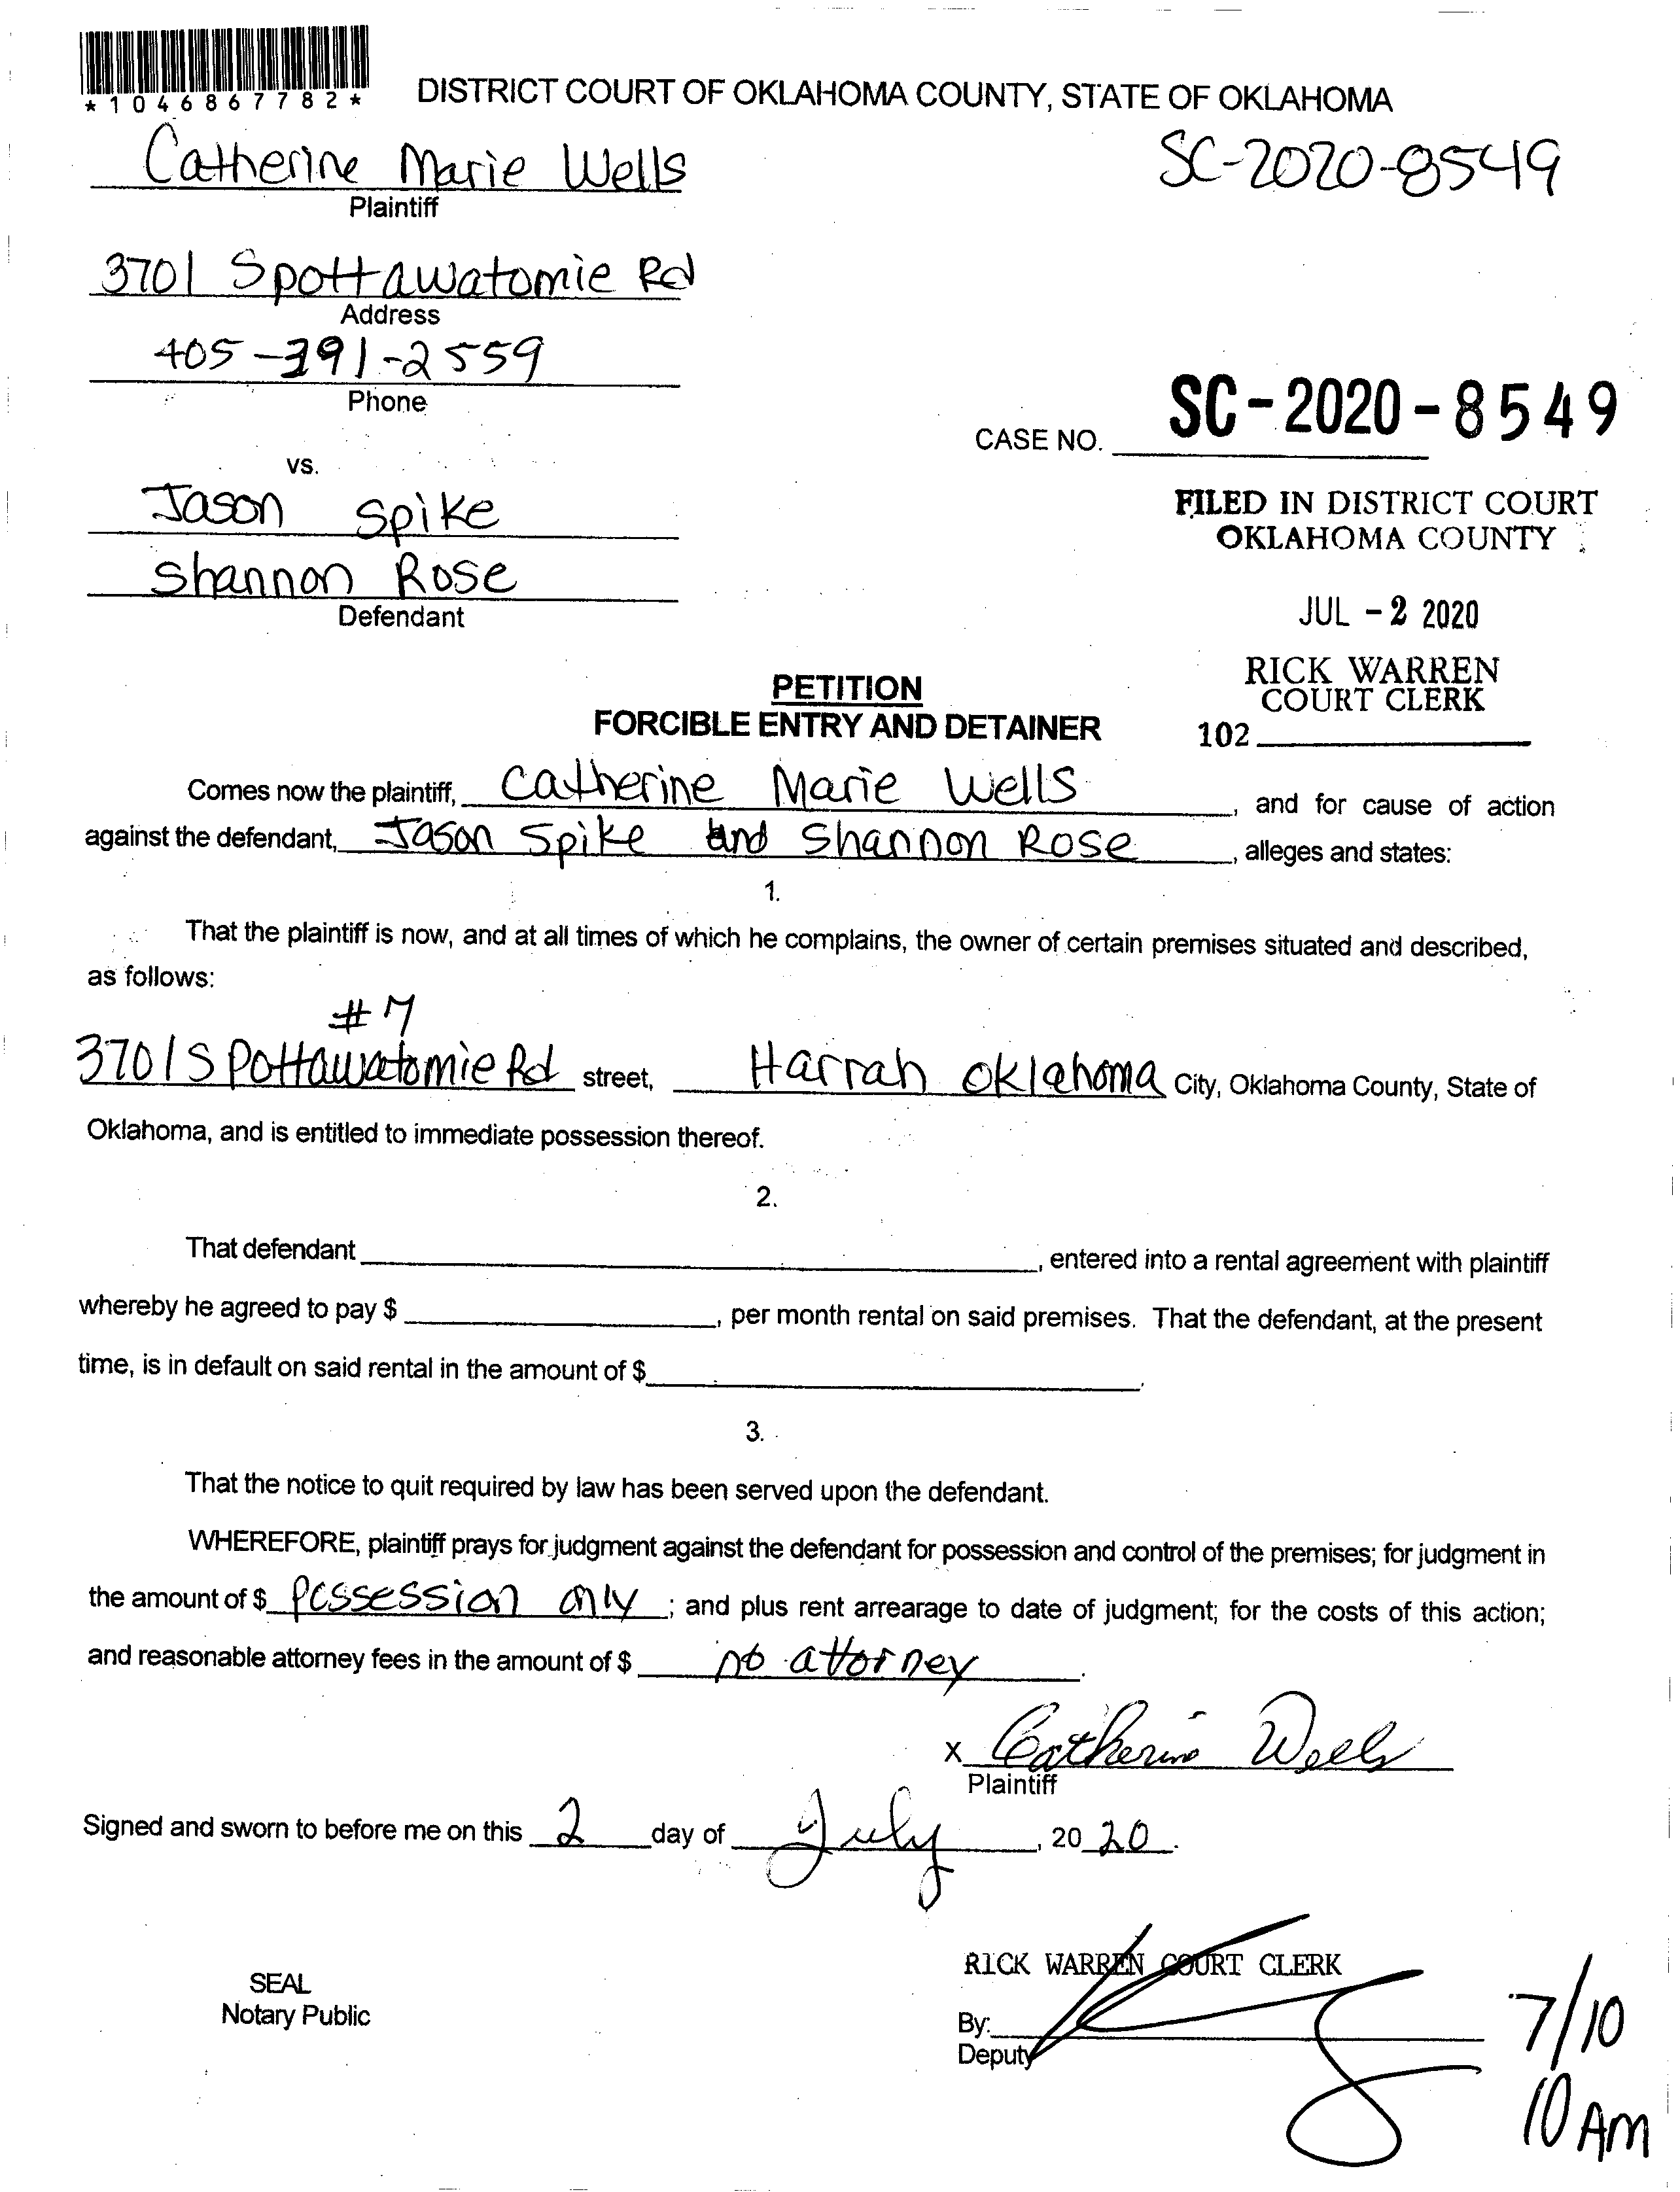 *1046867782*
DISTRICT COURT OF OKLAHOMA COUNTY, STATE OF OKLAHOMA
Catherine Marie Wells
SC-2020-8549
Plaintiff
3701 S pottawatomie Rd
Address
405-391-2559
Phone
CASE NO. SC-2020-8549
vs.
Jason Spike
FILED IN DISTRICT COURT
OKLAHOMA COUNTY
Shannon Rose
Defendant
JUL -2 2020
RICK WARREN
COURT CLERK
102
PETITION
FORCIBLE ENTRY AND DETAINER
Comes now the plaintiff, Catherine Marie Wells, and for cause of action
against the defendant, Jason Spike and Shannon Rose, alleges and states:
1.
That the plaintiff is now, and at all times of which he complains, the owner of certain premises situated and described,
as follows:
#7
3701 S Pottawatomie Rd street, Harrah Oklahoma City, Oklahoma County, State of
Oklahoma, and is entitled to immediate possession thereof.
2.
That defendant , entered into a rental agreement with plaintiff
whereby he agreed to pay $ , per month rental on said premises. That the defendant, at the present
time, is in default on said rental in the amount of $ .
3.
That the notice to quit required by law has been served upon the defendant.
WHEREFORE, plaintiff prays for judgment against the defendant for possession and control of the premises; for judgment in
the amount of $ possession only ; and plus rent arrearage to date of judgment; for the costs of this action;
and reasonable attorney fees in the amount of $ no attorney .
x Catherine Wells
Plaintiff
Signed and sworn to before me on this 2 day of July, 2020.
RICK WARREN COURT CLERK
SEAL
Notary Public
By:
Deputy
7/10
10 AM